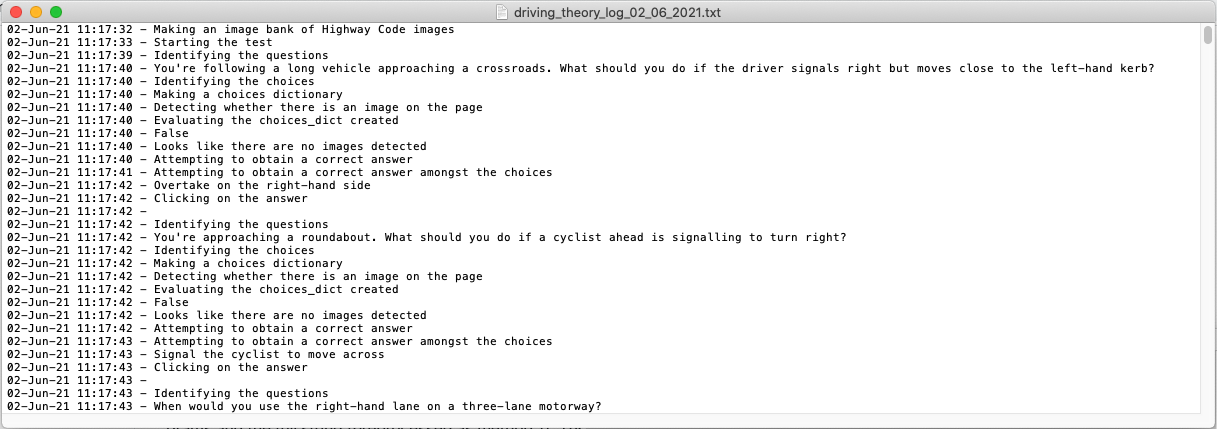 driving_theory_log_02_06_2021.txt
02-Jun-21 11:17:32 - Making an image bank of Highway Code images
02-Jun-21 11:17:33 - Starting the test
02-Jun-21 11:17:39 - Identifying the questions
02-Jun-21 11:17:40 - You're following a long vehicle approaching a crossroads. What should you do if the driver signals right but moves close to the left-hand kerb?
02-Jun-21 11:17:40 - Identifying the choices
02-Jun-21 11:17:40 - Making a choices dictionary
02-Jun-21 11:17:40 - Detecting whether there is an image on the page
02-Jun-21 11:17:40 - Evaluating the choices_dict created
02-Jun-21 11:17:40 - False
02-Jun-21 11:17:40 - Looks like there are no images detected
02-Jun-21 11:17:40 - Attempting to obtain a correct answer
02-Jun-21 11:17:41 - Attempting to obtain a correct answer amongst the choices
02-Jun-21 11:17:42 - Overtake on the right-hand side
02-Jun-21 11:17:42 - Clicking on the answer
02-Jun-21 11:17:42 -
02-Jun-21 11:17:42 - Identifying the questions
02-Jun-21 11:17:42 - You're approaching a roundabout. What should you do if a cyclist ahead is signalling to turn right?
02-Jun-21 11:17:42 - Identifying the choices
02-Jun-21 11:17:42 - Making a choices dictionary
02-Jun-21 11:17:42 - Detecting whether there is an image on the page
02-Jun-21 11:17:42 - Evaluating the choices_dict created
02-Jun-21 11:17:42 - False
02-Jun-21 11:17:42 - Looks like there are no images detected
02-Jun-21 11:17:42 - Attempting to obtain a correct answer
02-Jun-21 11:17:43 - Attempting to obtain a correct answer amongst the choices
02-Jun-21 11:17:43 - Signal the cyclist to move across
02-Jun-21 11:17:43 - Clicking on the answer
02-Jun-21 11:17:43 -
02-Jun-21 11:17:43 - Identifying the questions
02-Jun-21 11:17:43 - When would you use the right-hand lane on a three-lane motorway?